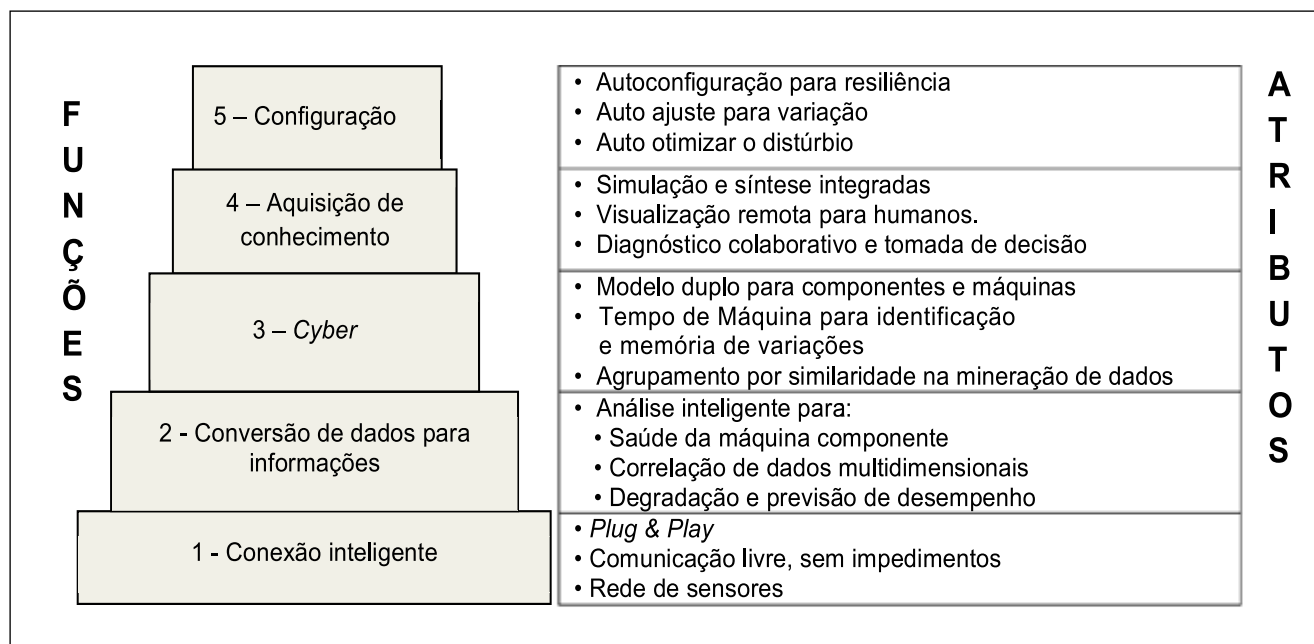 FUNÇÕES
5 – Configuração
• Autoconfiguração para resiliência
• Auto ajuste para variação
• Auto otimizar o distúrbio
4 – Aquisição de
conhecimento
• Simulação e síntese integradas
• Visualização remota para humanos.
• Diagnóstico colaborativo e tomada de decisão
3 – Cyber
• Modelo duplo para componentes e máquinas
• Tempo de Máquina para identificação
e memória de variações
• Agrupamento por similaridade na mineração de dados
2 - Conversão de dados para
informações
• Análise inteligente para:
• Saúde da máquina componente
• Correlação de dados multidimensionais
• Degradação e previsão de desempenho
1 - Conexão inteligente
• Plug & Play
• Comunicação livre, sem impedimentos
• Rede de sensores
ATRIBUTOS